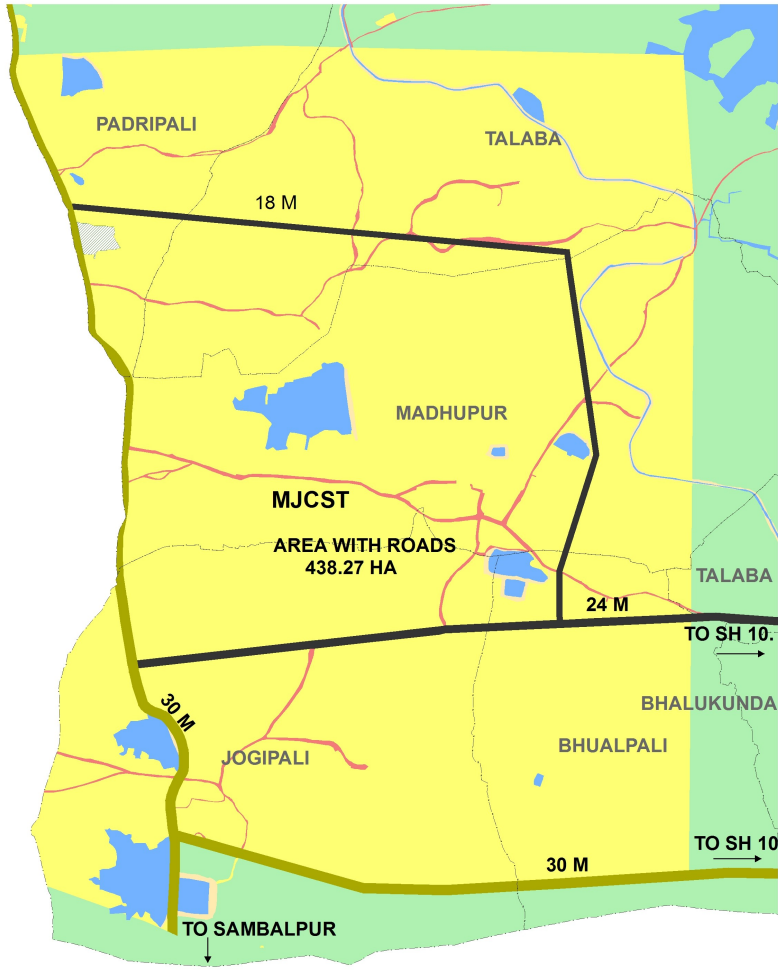 PADRIPALI
TALABA
18 M
MADHUPUR
MJCST
AREA WITH ROADS
438.27 HA
TALABA
24 M
TO SH 10.
30 M
BHALUKUNDA
BHUALPALI
JOGIPALI
TO SH 10
30 M
TO SAMBALPUR